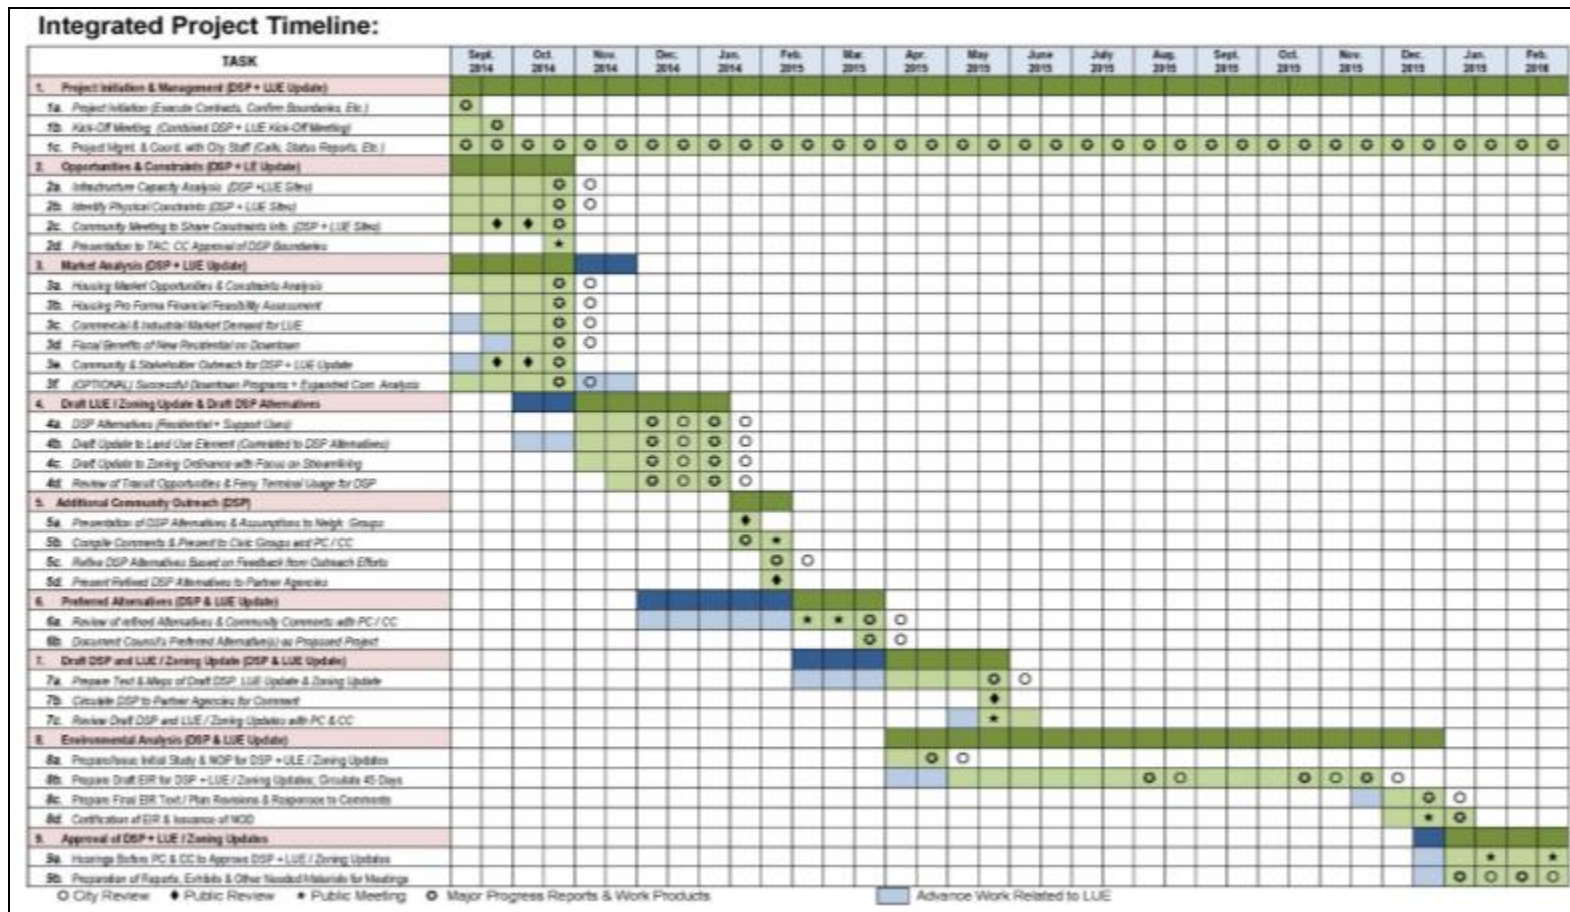 Integrated Project Timeline:
TASK Sept. 2014 Oct. 2014 Nov. 2014 Dec. 2014 Jan. 2014 Feb. 2015 Mar. 2015 Apr. 2015 May 2015 June 2015 July 2015 Aug. 2015 Sept. 2015 Oct. 2015 Nov. 2015 Dec. 2015 Jan. 2015 Feb. 2016
1. Project Initiation & Management (DSP + LUE Update)
1a. Project Initiation (Execute Contracts, Confirm Boundaries, Etc.)
1b. Kick-Off Meeting (Combined DSP + LUE Kick-Off Meeting)
1c. Project Mgmt. & Coord. with City Staff (Calls, Status Reports, Etc.)
2. Opportunities & Constraints (DSP + LE Update)
2a. Infrastructure Capacity Analysis (DSP +LUE Sites)
2b. Identify Physical Constraints (DSP + LUE Sites)
2c. Community Meeting to Share Constraints Info. (DSP + LUE Sites)
2d. Presentation to TAC; CC Approval of DSP Boundaries
3. Market Analysis (DSP + LUE Update)
3a. Housing Market Opportunities & Constraints Analysis
3b. Housing Pro Forma Financial Feasibility Assessment
3c. Commercial & Industrial Market Demand for LUE
3d. Fiscal Benefits of New Residential on Downtown
3e. Community & Stakeholder Outreach for DSP + LUE Update
3f. (OPTIONAL) Successful Downtown Programs + Expanded Com. Analysis
4. Draft LUE / Zoning Update & Draft DSP Alternatives
4a. DSP Alternatives (Residential + Support Uses)
4b. Draft Update to Land Use Element (Correlated to DSP Alternatives)
4c. Draft Update to Zoning Ordinance with Focus on Streamlining
4d. Review of Transit Opportunities & Ferry Terminal Usage for DSP
5. Additional Community Outreach (DSP)
5a. Presentation of DSP Alternatives & Assumptions to Neigh. Groups
5b. Compile Comments & Present to Civic Groups and PC / CC
5c. Refine DSP Alternatives Based on Feedback from Outreach Efforts
5d. Present Refined DSP Alternatives to Partner Agencies
6. Preferred Alternatives (DSP & LUE Update)
6a. Review of refined Alternatives & Community Comments with PC / CC
6b. Document Council's Preferred Alternative(s) as Proposed Project
7. Draft DSP and LUE / Zoning Update (DSP & LUE Update)
7a. Prepare Text & Maps of Draft DSP, LUE Update & Zoning Update
7b. Circulate DSP to Partner Agencies for Comment
7c. Review Draft DSP and LUE / Zoning Updates with PC & CC
8. Environmental Analysis (DSP & LUE Update)
8a. Prepare/issue Initial Study & NOP for DSP + ULE / Zoning Updates
8b. Prepare Draft EIR for DSP + LUE / Zoning Updates; Circulate 45 Days
8c. Prepare Final EIR Text / Plan Revisions & Responses to Comments
8d. Certification of EIR & Issuance of NOD
9. Approval of DSP + LUE / Zoning Updates
9a. Hearings Before PC & CC to Approve DSP + LUE / Zoning Updates
9b. Preparation of Reports, Exhibits & Other Needed Materials for Meetings
City Review Public Review Public Meeting Major Progress Reports & Work Products Advance Work Related to LUE